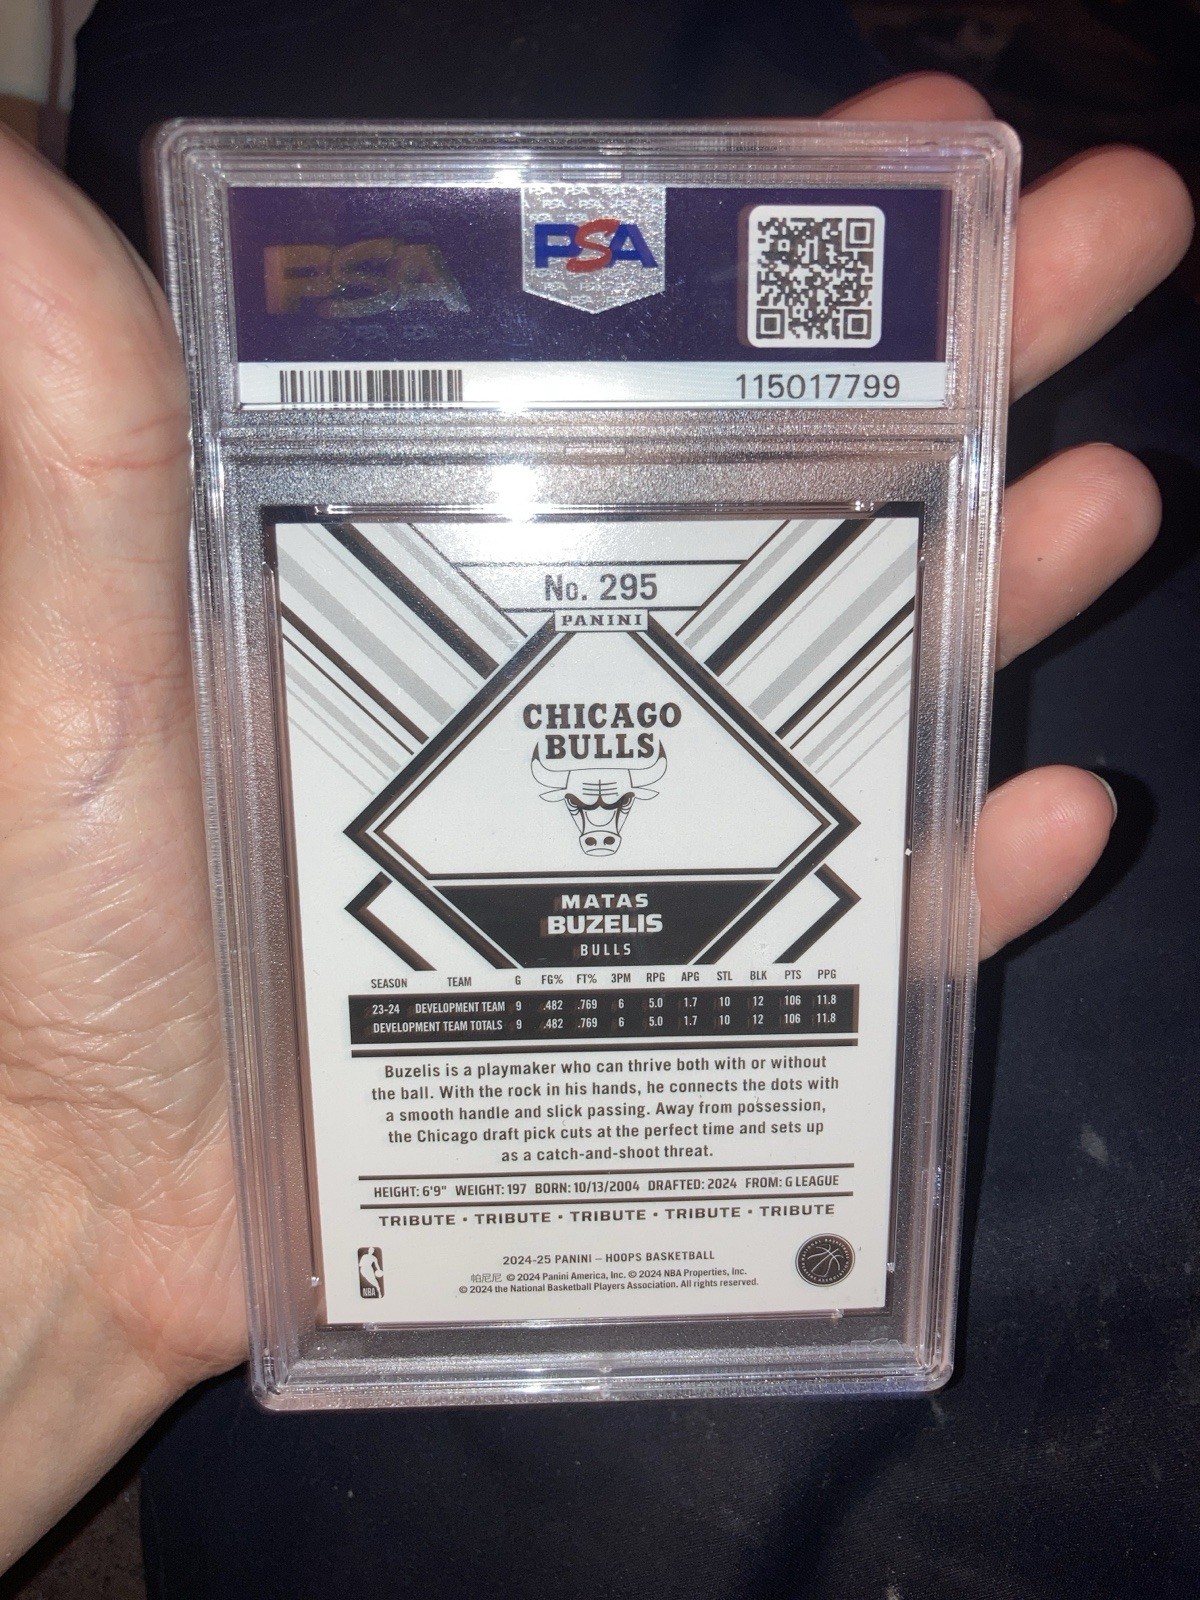 PSA
PSA
115017799
No. 295
PANINI
CHICAGO
BULLS
MATAS
BUZELIS
BULLS
SEASON TEAM G FG% FT% 3PM RPG APG STL BLK PTS PPG
23-24 DEVELOPMENT TEAM 9 .482 .769 6 5.0 1.7 10 12 106 11.8
DEVELOPMENT TEAM TOTALS 9 .482 .769 6 5.0 1.7 10 12 106 11.8
Buzelis is a playmaker who can thrive both with or without
the ball. With the rock in his hands, he connects the dots with
a smooth handle and slick passing. Away from possession,
the Chicago draft pick cuts at the perfect time and sets up
as a catch-and-shoot threat.
HEIGHT: 6'9" WEIGHT: 197 BORN: 10/13/2004 DRAFTED: 2024 FROM: G LEAGUE
TRIBUTE • TRIBUTE • TRIBUTE • TRIBUTE • TRIBUTE
2024-25 PANINI – HOOPS BASKETBALL
帕尼尼 © 2024 Panini America, Inc. © 2024 NBA Properties, Inc.
© 2024 the National Basketball Players Association. All rights reserved.
NBA